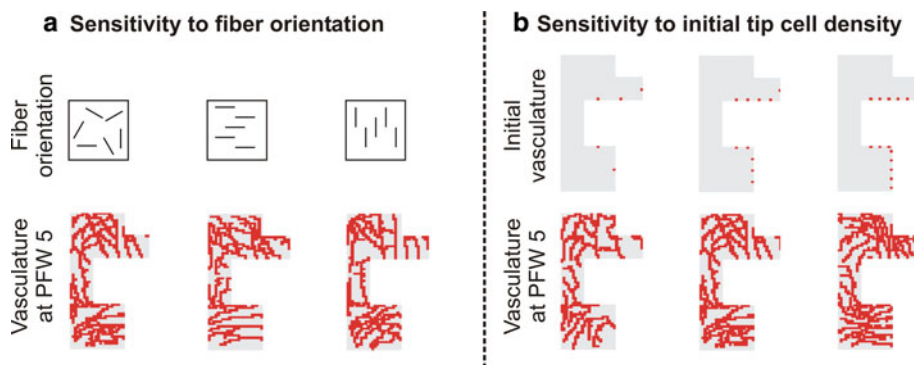 a Sensitivity to fiber orientation
Fiber
orientation
Vasculature
at PFW 5
b Sensitivity to initial tip cell density
Initial
vasculature
Vasculature
at PFW 5